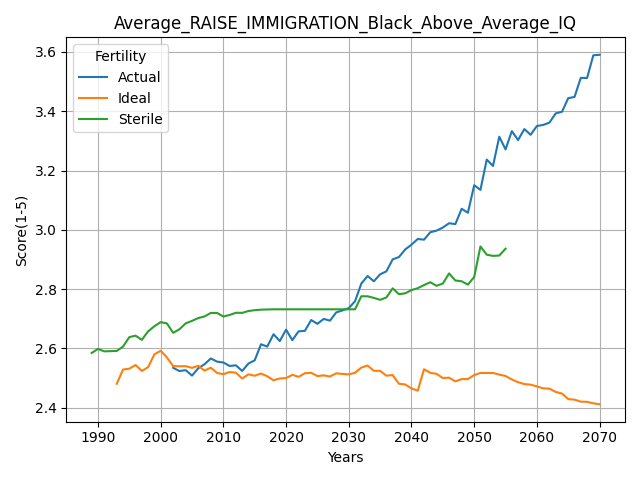 Average_RAISE_IMMIGRATION_Black_Above_Average_IQ
Fertility
Actual
Ideal
Sterile
Score(1-5)
3.6
3.4
3.2
3.0
2.8
2.6
2.4
1990 2000 2010 2020 2030 2040 2050 2060 2070
Years